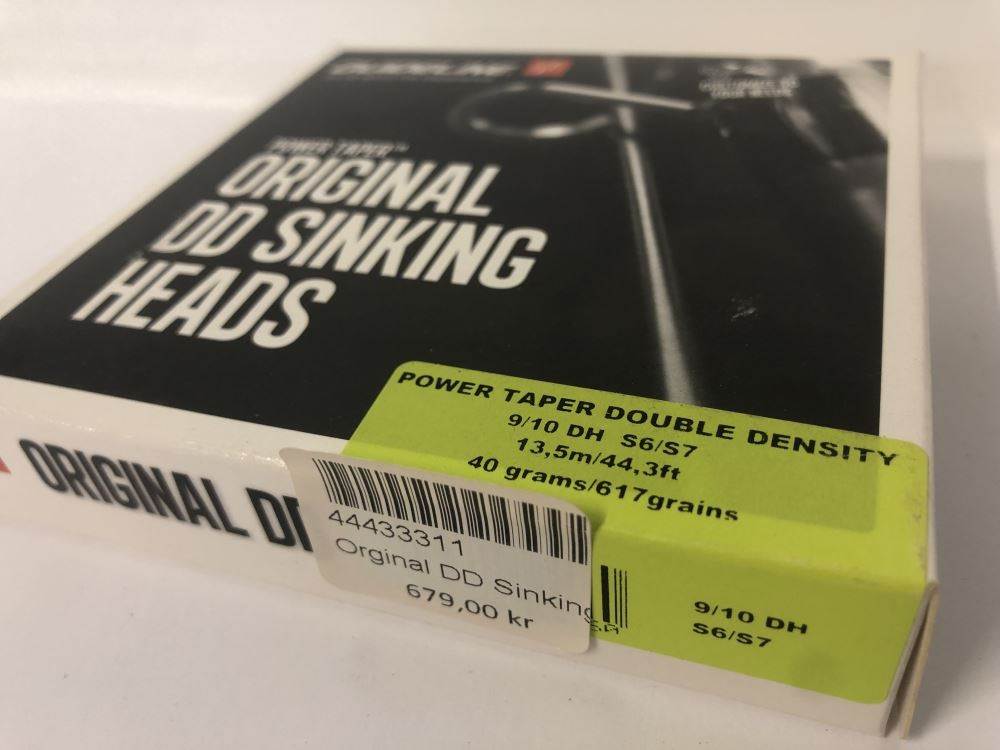 GUIDELINE
POWER TAPER™
ORIGINAL
DD SINKING
HEADS
POWER TAPER DOUBLE DENSITY
9/10 DH S6/S7
13,5m/44,3ft
40 grams/617grains
ORIGINAL
44433311
Orginal DD Sinking
679,00 kr
9/10 DH
S6/S7